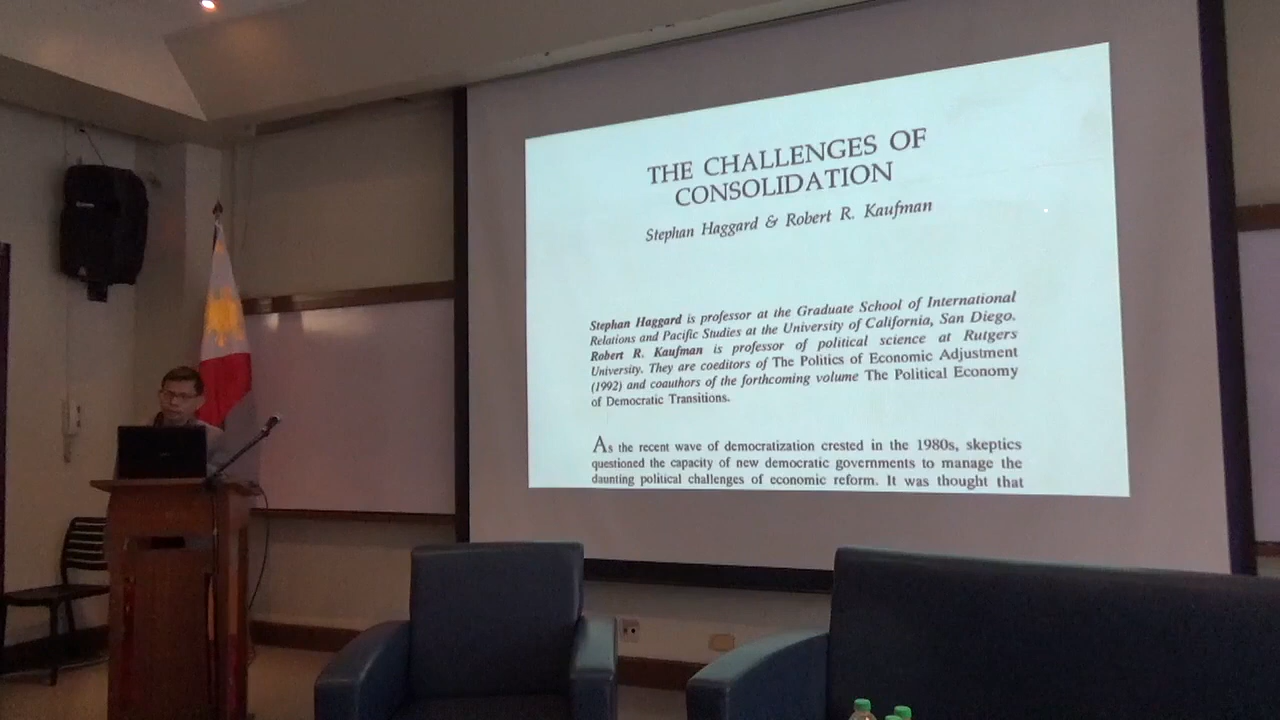 THE CHALLENGES OF
CONSOLIDATION
Stephan Haggard & Robert R. Kaufman
Stephan Haggard is professor at the Graduate School of International
Relations and Pacific Studies at the University of California, San Diego.
Robert R. Kaufman is professor of political science at Rutgers
University. They are coeditors of The Politics of Economic Adjustment
(1992) and coauthors of the forthcoming volume The Political Economy
of Democratic Transitions.
As the recent wave of democratization crested in the 1980s, skeptics
questioned the capacity of new democratic governments to manage the
daunting political challenges of economic reform. It was thought that